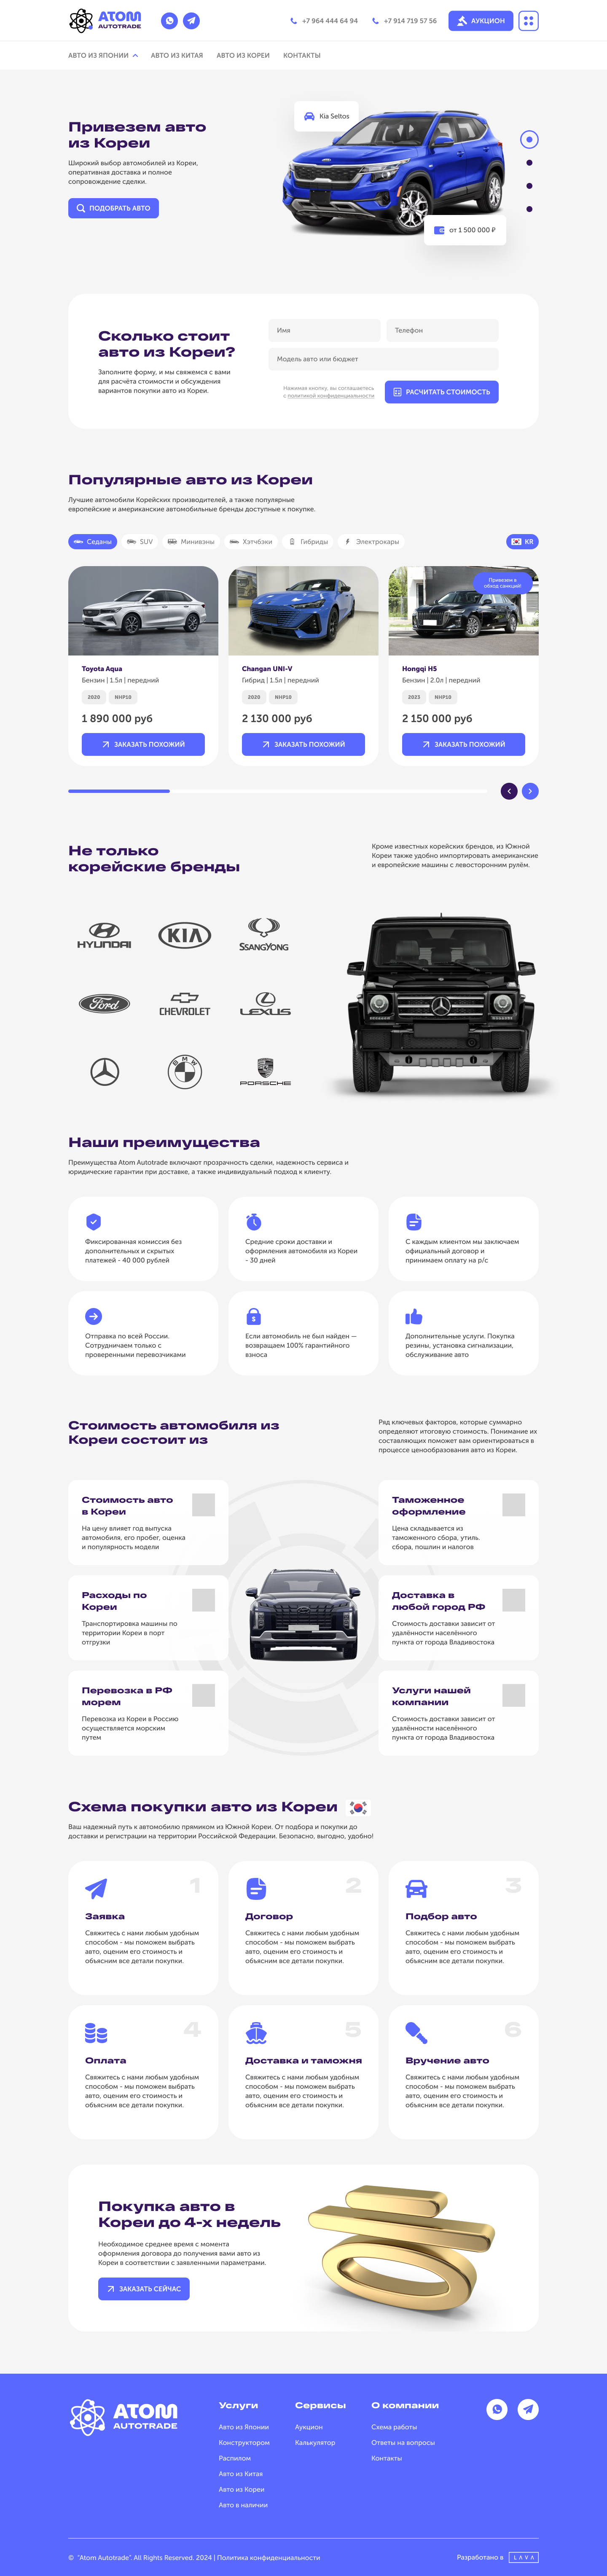 ATOM
AUTOTRADE
+7 964 444 64 94
+7 914 719 57 56
АУКЦИОН
АВТО ИЗ ЯПОНИИ
АВТО ИЗ КИТАЯ
АВТО ИЗ КОРЕИ
КОНТАКТЫ
Привезем авто
из Кореи
Широкий выбор автомобилей из Кореи,
оперативная доставка и полное
сопровождение сделки.
ПОДОБРАТЬ АВТО
Kia Seltos
от 1 500 000 ₽
Сколько стоит
авто из Кореи?
Заполните форму, и мы свяжемся с вами
для расчёта стоимости и обсуждения
вариантов покупки авто из Кореи.
Имя
Телефон
Модель авто или бюджет
Нажимая кнопку, вы соглашаетесь
с политикой конфиденциальности
РАСЧИТАТЬ СТОИМОСТЬ
Популярные авто из Кореи
Лучшие автомобили Корейских производителей, а также популярные
европейские и американские автомобильные бренды доступные к покупке.
Седаны
SUV
Минивэны
Хэтчбэки
Гибриды
Электрокары
KR
Привезем в
обход санкций!
Toyota Aqua
Бензин | 1.5л | передний
2020
NHP10
1 890 000 руб
ЗАКАЗАТЬ ПОХОЖИЙ
Changan UNI-V
Гибрид | 1.5л | передний
2020
NHP10
2 130 000 руб
ЗАКАЗАТЬ ПОХОЖИЙ
Hongqi H5
Бензин | 2.0л | передний
2023
NHP10
2 150 000 руб
ЗАКАЗАТЬ ПОХОЖИЙ
Не только
корейские бренды
Кроме известных корейских брендов, из Южной
Кореи также удобно импортировать американские
и европейские машины с левосторонним рулём.
HYUNDAI
KIA
SSANGYONG
Ford
CHEVROLET
LEXUS
BMW
PORSCHE
Наши преимущества
Преимущества Atom Autotrade включают прозрачность сделки, надежность сервиса и
юридические гарантии при доставке, а также индивидуальный подход к клиенту.
Фиксированная комиссия без
дополнительных и скрытых
платежей - 40 000 рублей
Средние сроки доставки и
оформления автомобиля из Кореи
- 30 дней
С каждым клиентом мы заключаем
официальный договор и
принимаем оплату на р/с
Отправка по всей России.
Сотрудничаем только с
проверенными перевозчиками
Если автомобиль не был найден —
возвращаем 100% гарантийного
взноса
Дополнительные услуги. Покупка
резины, установка сигнализации,
обслуживание авто
Стоимость автомобиля из
Кореи состоит из
Ряд ключевых факторов, которые суммарно
определяют итоговую стоимость. Понимание их
составляющих поможет вам ориентироваться в
процессе ценообразования авто из Кореи.
Стоимость авто
в Кореи
На цену влияет год выпуска
автомобиля, его пробег, оценка
и популярность модели
Таможенное
оформление
Цена складывается из
таможенного сбора, утиль.
сбора, пошлин и налогов
Расходы по
Кореи
Транспортировка машины по
территории Кореи в порт
отгрузки
Доставка в
любой город РФ
Стоимость доставки зависит от
удалённости населённого
пункта от города Владивостока
Перевозка в РФ
морем
Перевозка из Кореи в Россию
осуществляется морским
путем
Услуги нашей
компании
Стоимость доставки зависит от
удалённости населённого
пункта от города Владивостока
Схема покупки авто из Кореи
Ваш надежный путь к автомобилю прямиком из Южной Кореи. От подбора и покупки до
доставки и регистрации на территории Российской Федерации. Безопасно, выгодно, удобно!
1
Заявка
Свяжитесь с нами любым удобным
способом - мы поможем выбрать
авто, оценим его стоимость и
объясним все детали покупки.
2
Договор
Свяжитесь с нами любым удобным
способом - мы поможем выбрать
авто, оценим его стоимость и
объясним все детали покупки.
3
Подбор авто
Свяжитесь с нами любым удобным
способом - мы поможем выбрать
авто, оценим его стоимость и
объясним все детали покупки.
4
Оплата
Свяжитесь с нами любым удобным
способом - мы поможем выбрать
авто, оценим его стоимость и
объясним все детали покупки.
5
Доставка и таможня
Свяжитесь с нами любым удобным
способом - мы поможем выбрать
авто, оценим его стоимость и
объясним все детали покупки.
6
Вручение авто
Свяжитесь с нами любым удобным
способом - мы поможем выбрать
авто, оценим его стоимость и
объясним все детали покупки.
Покупка авто в
Кореи до 4-х недель
Необходимое среднее время с момента
оформления договора до получения вами авто из
Кореи в соответствии с заявленными параметрами.
ЗАКАЗАТЬ СЕЙЧАС
ATOM
AUTOTRADE
Услуги
Авто из Японии
Конструктором
Распилом
Авто из Китая
Авто из Кореи
Авто в наличии
Сервисы
Аукцион
Калькулятор
О компании
Схема работы
Ответы на вопросы
Контакты
© "Atom Autotrade". All Rights Reserved. 2024 | Политика конфиденциальности
Разработано в
LAVA